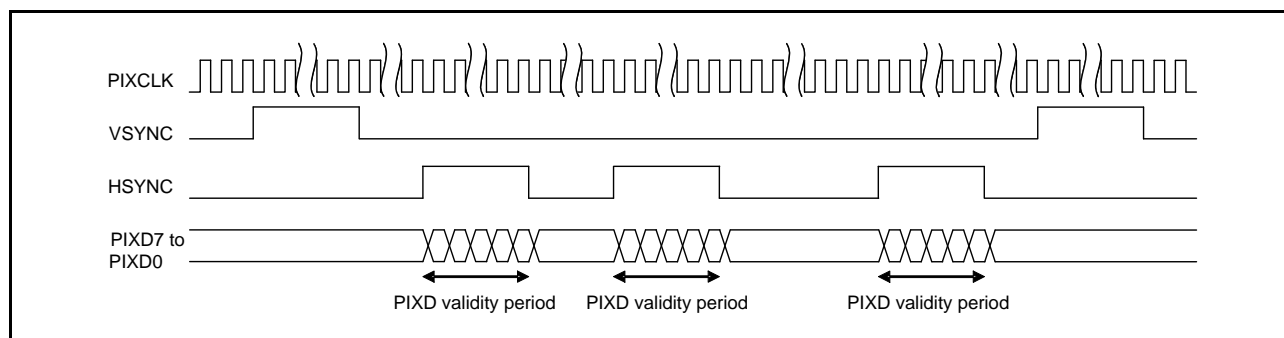 PIXCLK
VSYNC
HSYNC
PIXD7 to
PIXD0
PIXD validity period
PIXD validity period
PIXD validity period